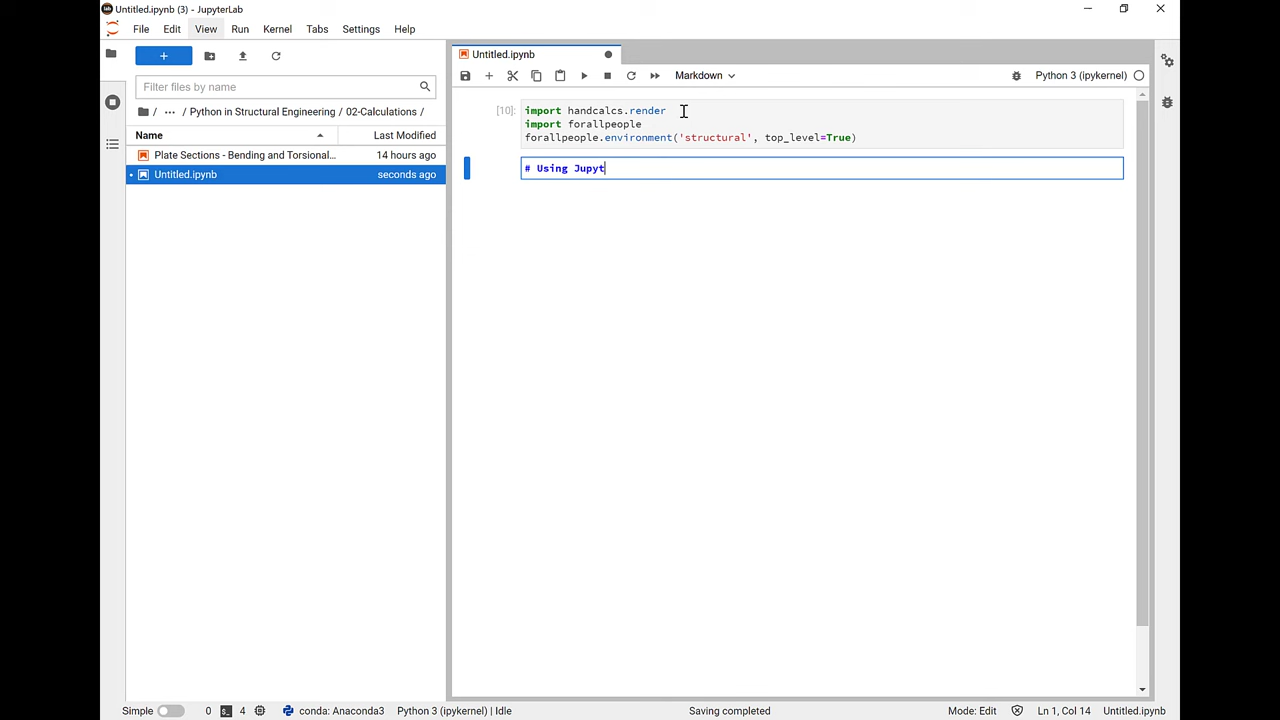 Untitled.ipynb (3) - JupyterLab
File Edit View Run Kernel Tabs Settings Help
Untitled.ipynb
Markdown Python 3 (ipykernel)
Filter files by name
/ ... / Python in Structural Engineering / 02-Calculations /
Name Last Modified
Plate Sections - Bending and Torsional... 14 hours ago
Untitled.ipynb seconds ago
[10]: import handcalcs.render
import forallpeople
forallpeople.environment('structural', top_level=True)
# Using Jupyt
Simple 0 4 conda: Anaconda3 Python 3 (ipykernel) | Idle Saving completed Mode: Edit Ln 1, Col 14 Untitled.ipynb